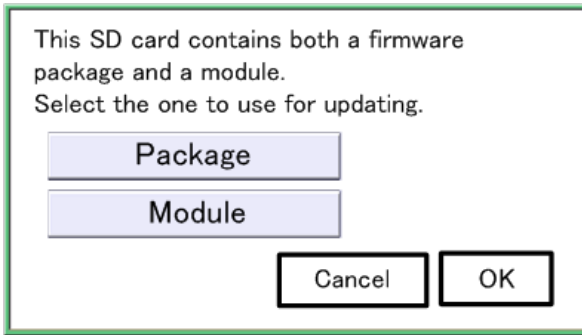 This SD card contains both a firmware
package and a module.
Select the one to use for updating.
Package
Module
Cancel OK